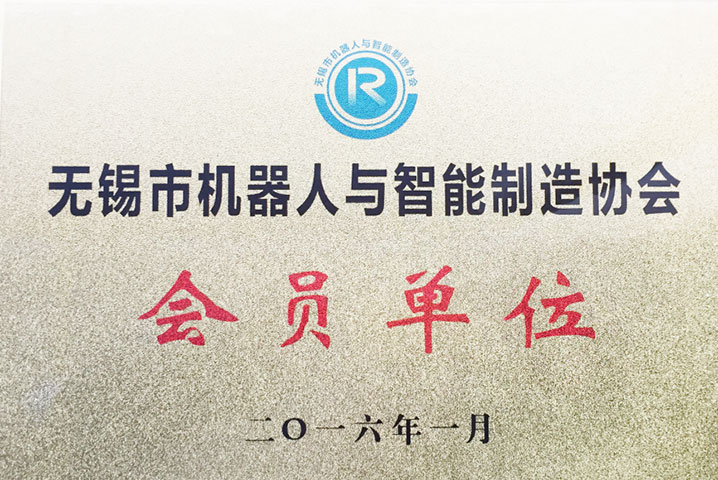 无锡市机器人与智能制造协会
R
无锡市机器人与智能制造协会
会员单位
二〇一六年一月